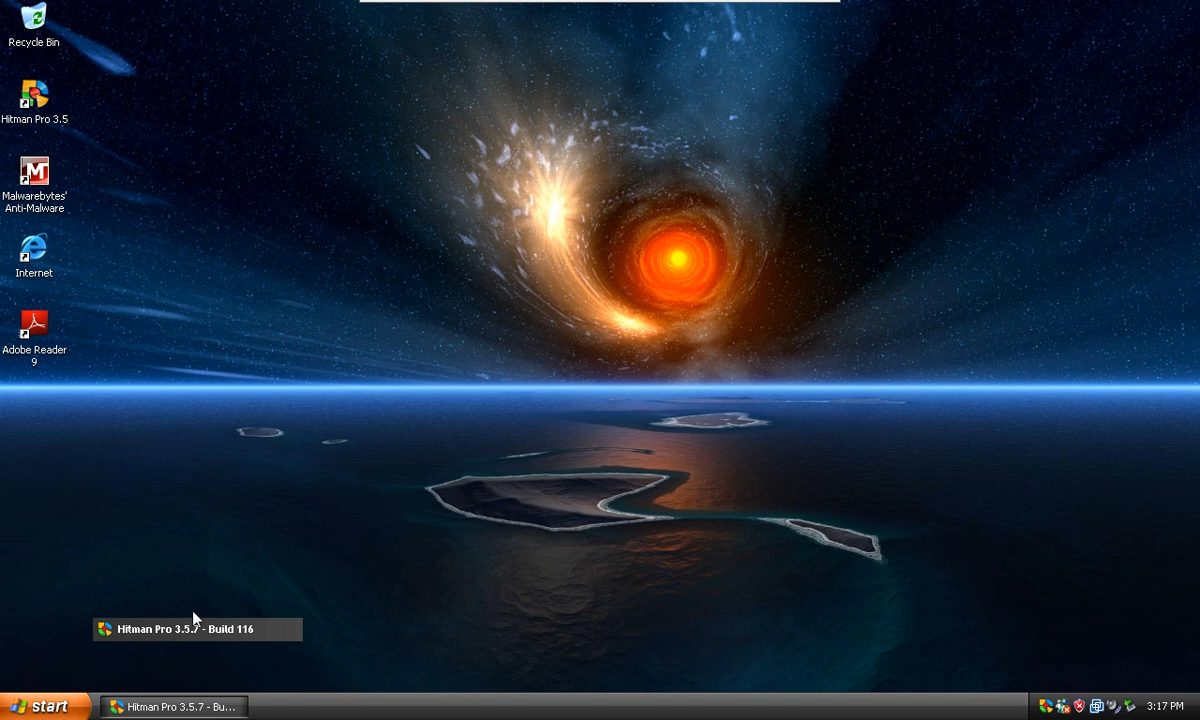 Recycle Bin
Hitman Pro 3.5
Malwarebytes'
Anti-Malware
Internet
Adobe Reader
9
Hitman Pro 3.5.7 - Build 116
start
Hitman Pro 3.5.7 - Bu...
3:17 PM